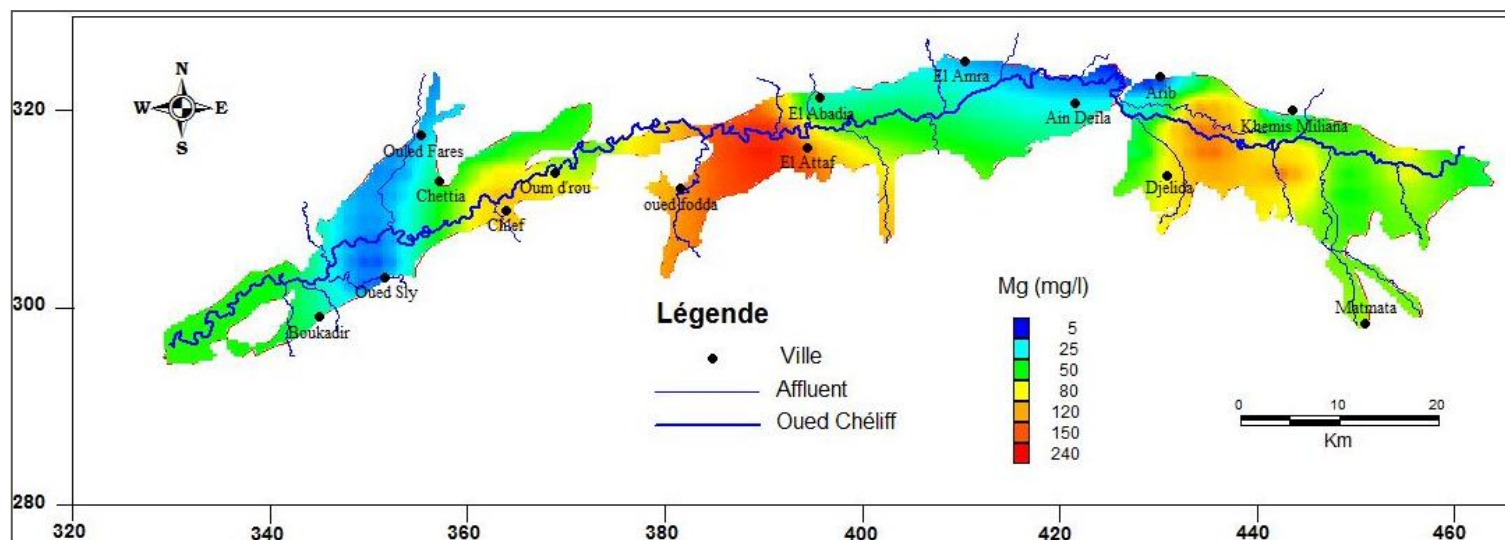 N
W E
S
320
300
280
320 340 360 380 400 420 440 460
El Amra
Arib
El Abadia
Ain Defla
Khemis Miliana
Ouled Fares
El Attaf
Chettia
Oum d'rou
oued fodda
Djelida
Chlef
Oued Sly
Boukadir
Matmata
Légende
Ville
Affluent
Oued Chéliff
Mg (mg/l)
5
25
50
80
120
150
240
0 10 20
Km